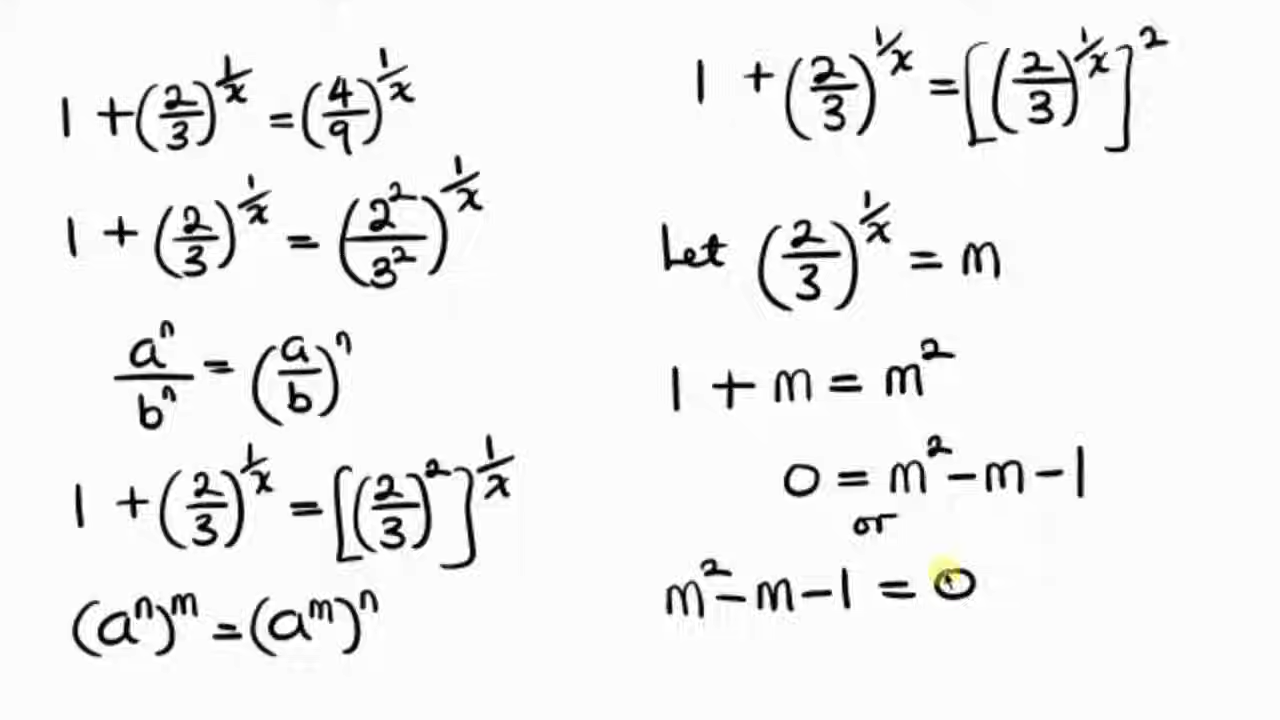 1 + (2/3)^(1/x) = (4/9)^(1/x)
1 + (2/3)^(1/x) = (2²/3²)^(1/x)
aⁿ/bⁿ = (a/b)ⁿ
1 + (2/3)^(1/x) = [(2/3)²]^(1/x)
(aⁿ)ᵐ = (aᵐ)ⁿ
1 + (2/3)^(1/x) = [(2/3)^(1/x)]²
Let (2/3)^(1/x) = m
1 + m = m²
0 = m² - m - 1
or
m² - m - 1 = 0